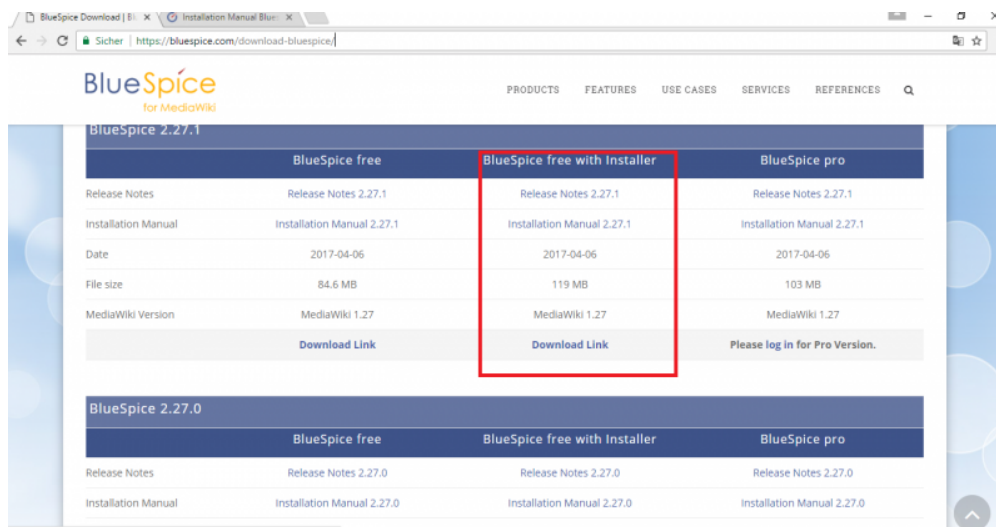 BlueSpice Download | Bl
Installation Manual Blue
Sicher | https://bluespice.com/download-bluespice/
BlueSpice
for MediaWiki
PRODUCTS FEATURES USE CASES SERVICES REFERENCES
BlueSpice 2.27.1
BlueSpice free BlueSpice free with Installer BlueSpice pro
Release Notes Release Notes 2.27.1 Release Notes 2.27.1 Release Notes 2.27.1
Installation Manual Installation Manual 2.27.1 Installation Manual 2.27.1 Installation Manual 2.27.1
Date 2017-04-06 2017-04-06 2017-04-06
File size 84.6 MB 119 MB 103 MB
MediaWiki Version MediaWiki 1.27 MediaWiki 1.27 MediaWiki 1.27
Download Link Download Link Please log in for Pro Version.
BlueSpice 2.27.0
BlueSpice free BlueSpice free with Installer BlueSpice pro
Release Notes Release Notes 2.27.0 Release Notes 2.27.0 Release Notes 2.27.0
Installation Manual Installation Manual 2.27.0 Installation Manual 2.27.0 Installation Manual 2.27.0